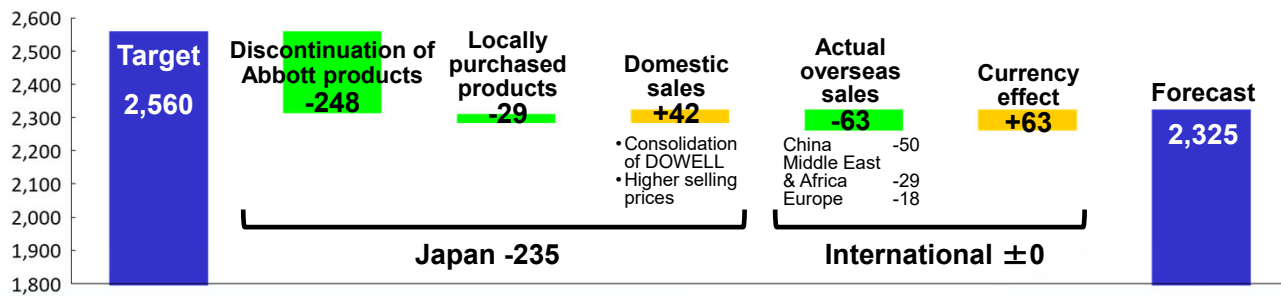 2,600
2,500
2,400
2,300
2,200
2,100
2,000
1,900
1,800
Target
2,560
Discontinuation of
Abbott products
-248
Locally
purchased
products
-29
Domestic
sales
+42
•Consolidation
of DOWELL
•Higher selling
prices
Actual
overseas
sales
-63
China -50
Middle East
& Africa -29
Europe -18
Currency
effect
+63
Forecast
2,325
Japan -235
International ±0